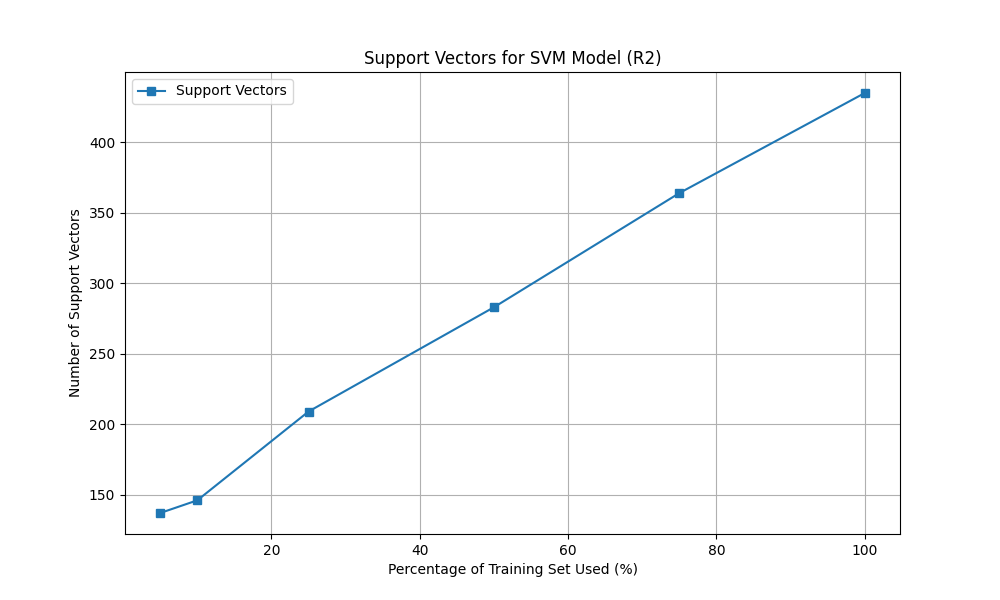 Support Vectors for SVM Model (R2)
Support Vectors
Number of Support Vectors
400
350
300
250
200
150
20 40 60 80 100
Percentage of Training Set Used (%)